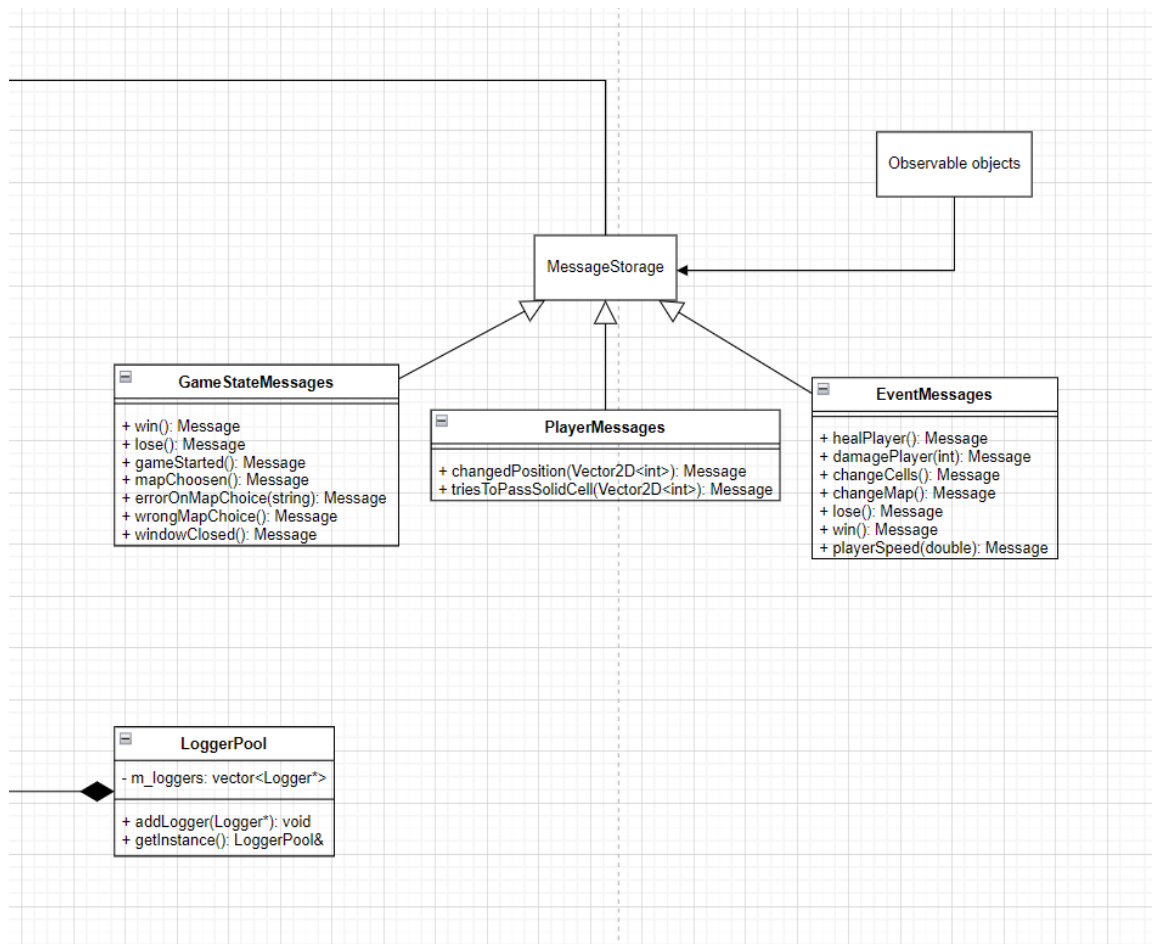 Observable objects
MessageStorage
GameStateMessages
+ win(): Message
+ lose(): Message
+ gameStarted(): Message
+ mapChoosen(): Message
+ errorOnMapChoice(string): Message
+ wrongMapChoice(): Message
+ windowClosed(): Message
PlayerMessages
+ changedPosition(Vector2D<int>): Message
+ triesToPassSolidCell(Vector2D<int>): Message
EventMessages
+ healPlayer(): Message
+ damagePlayer(int): Message
+ changeCells(): Message
+ changeMap(): Message
+ lose(): Message
+ win(): Message
+ playerSpeed(double): Message
LoggerPool
- m_loggers: vector<Logger*>
+ addLogger(Logger*): void
+ getInstance(): LoggerPool&